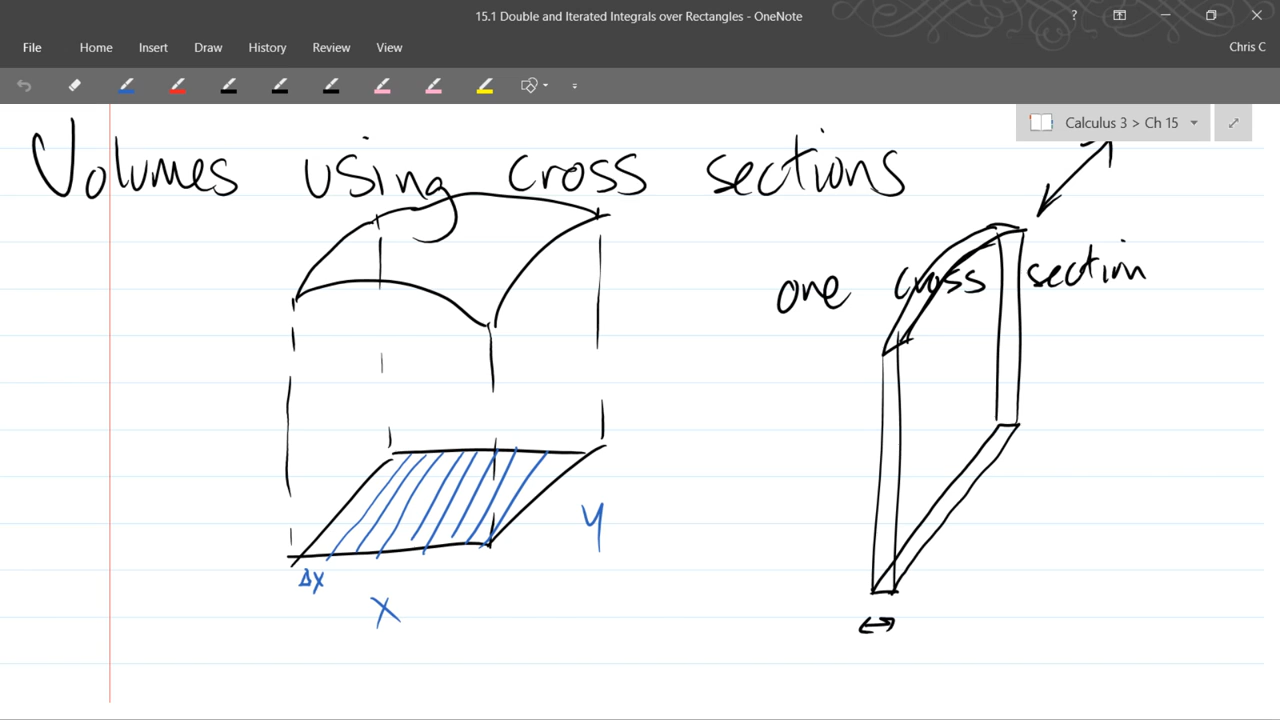 15.1 Double and Iterated Integrals over Rectangles - OneNote
File Home Insert Draw History Review View
Chris C
Calculus 3 > Ch 15
Volumes using cross sections
one cross section
Y
Δx
X